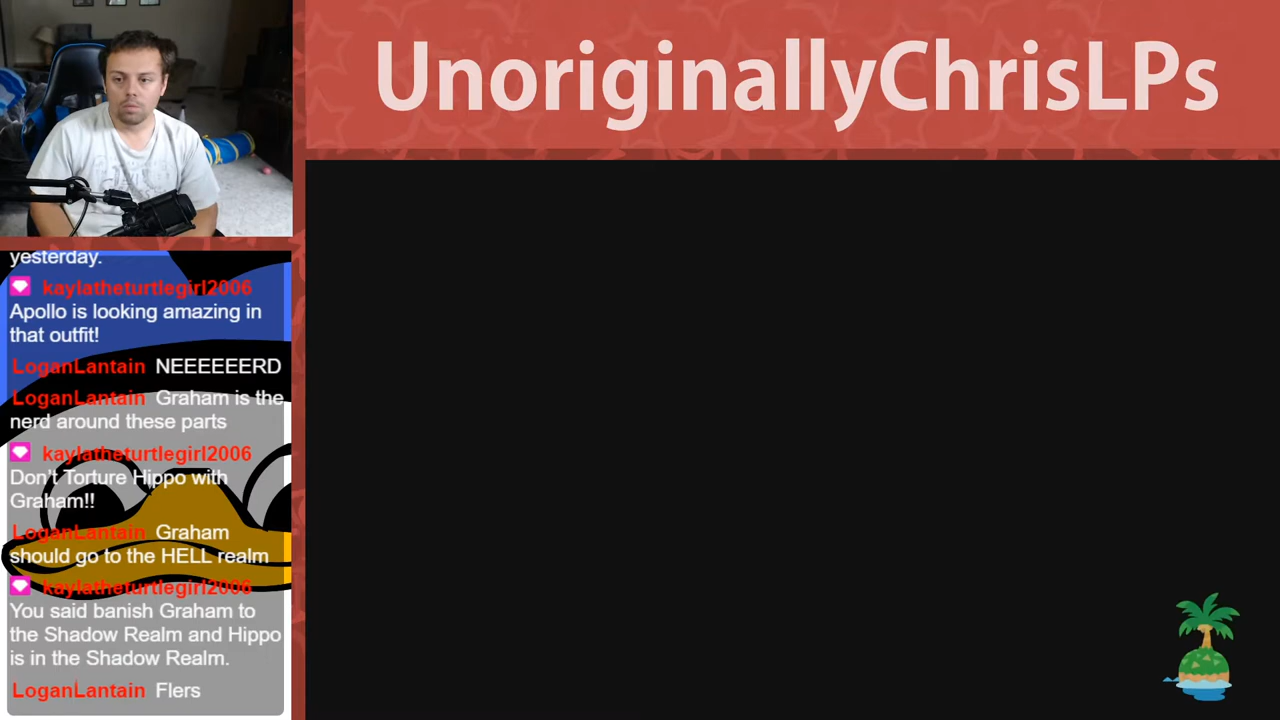 UnoriginallyChrisLPs
yesterday.
kaylatheturtlegirl2006
Apollo is looking amazing in
that outfit!
LoganLantain NEEEEEERD
LoganLantain Graham is the
nerd around these parts
kaylatheturtlegirl2006
Don't Torture Hippo with
Graham!!
LoganLantain Graham
should go to the HELL realm
kaylatheturtlegirl2006
You said banish Graham to
the Shadow Realm and Hippo
is in the Shadow Realm.
LoganLantain Flers